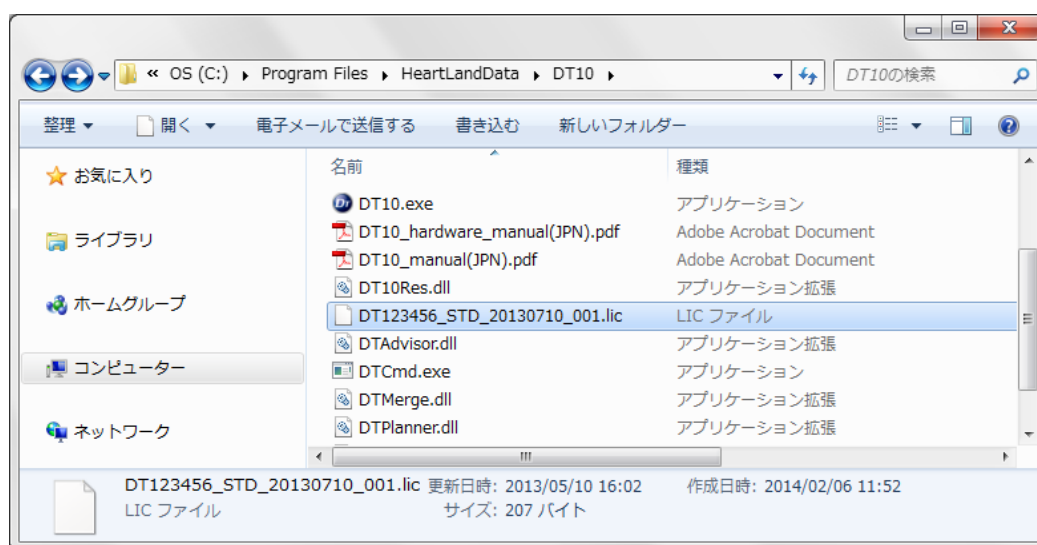 « OS (C:) ▸ Program Files ▸ HeartLandData ▸ DT10 ▸
DT10の検索
整理 ▼ 開く ▼ 電子メールで送信する 書き込む 新しいフォルダー
お気に入り
ライブラリ
ホームグループ
コンピューター
ネットワーク
名前 種類
DT10.exe アプリケーション
DT10_hardware_manual(JPN).pdf Adobe Acrobat Document
DT10_manual(JPN).pdf Adobe Acrobat Document
DT10Res.dll アプリケーション拡張
DT123456_STD_20130710_001.lic LIC ファイル
DTAdvisor.dll アプリケーション拡張
DTCmd.exe アプリケーション
DTMerge.dll アプリケーション拡張
DTPlanner.dll アプリケーション拡張
DT123456_STD_20130710_001.lic 更新日時: 2013/05/10 16:02 作成日時: 2014/02/06 11:52
LIC ファイル サイズ: 207 バイト